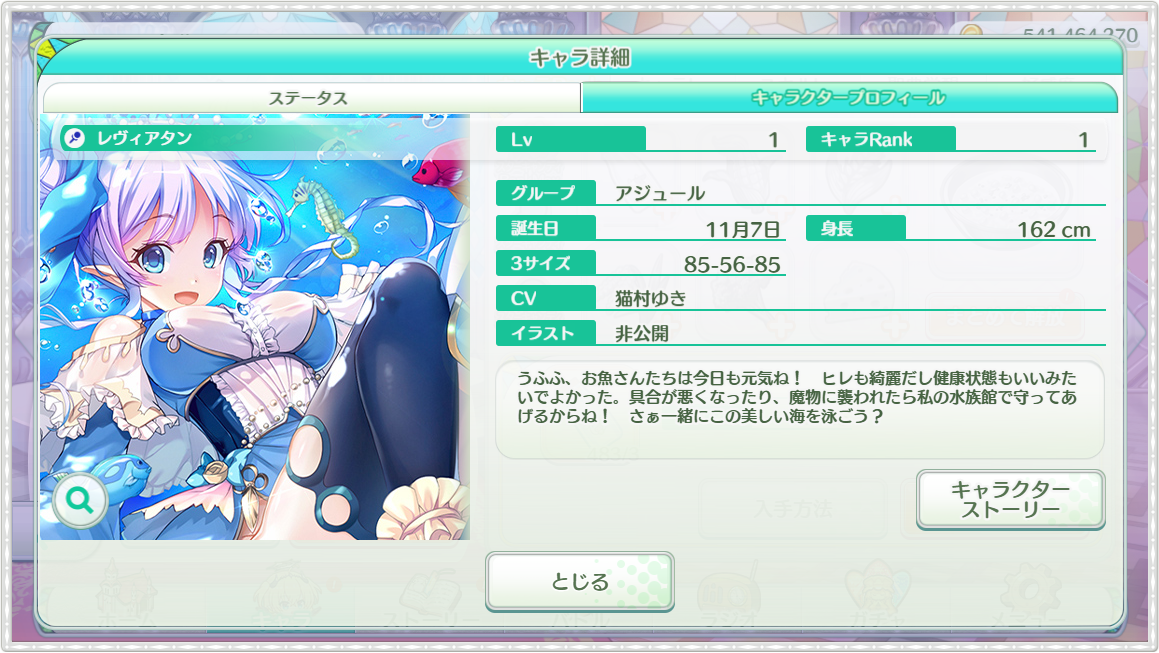 541,464,270
キャラ詳細
ステータス
キャラクタープロフィール
レヴィアタン
Lv 1
キャラRank 1
グループ アジュール
誕生日 11月7日
身長 162 cm
3サイズ 85-56-85
CV 猫村ゆき
イラスト 非公開
うふふ、お魚さんたちは今日も元気ね！　ヒレも綺麗だし健康状態もいいみた
いでよかった。具合が悪くなったり、魔物に襲われたら私の水族館で守ってあ
げるからね！　さぁ一緒にこの美しい海を泳ごう？
入手方法
キャラクター
ストーリー
とじる